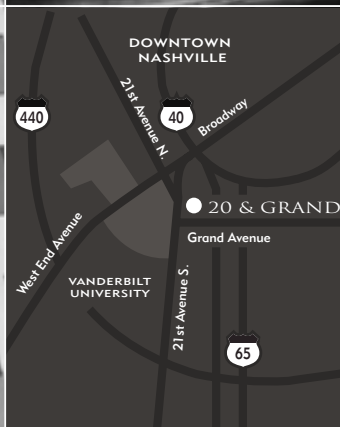 DOWNTOWN
NASHVILLE
21st Avenue N.
440
40
Broadway
20 & GRAND
Grand Avenue
West End Avenue
VANDERBILT
UNIVERSITY
21st Avenue S.
65